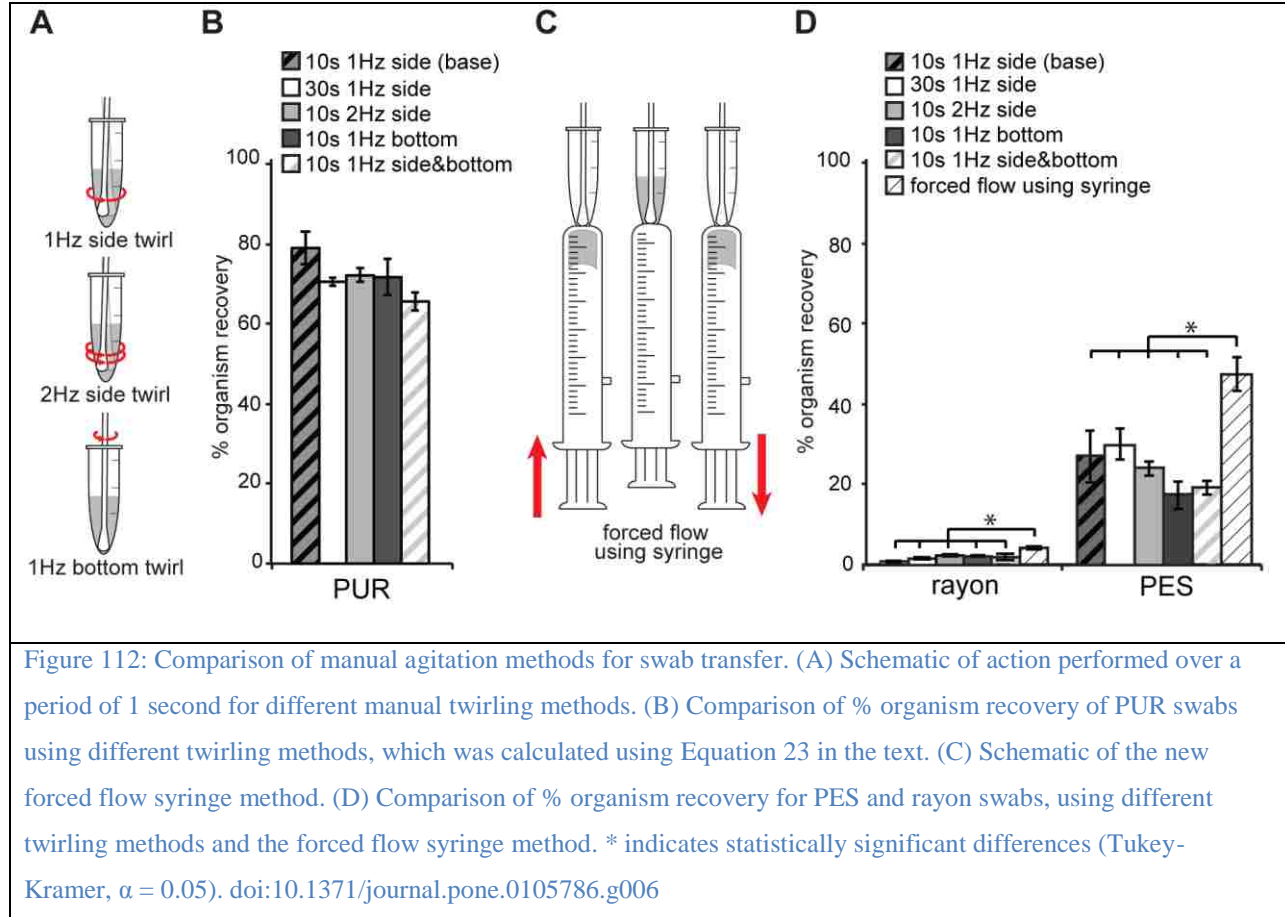 A
1Hz side twirl
2Hz side twirl
1Hz bottom twirl
B
10s 1Hz side (base)
30s 1Hz side
10s 2Hz side
10s 1Hz bottom
10s 1Hz side&bottom
% organism recovery
100
80
60
40
20
0
PUR
C
forced flow
using syringe
D
10s 1Hz side (base)
30s 1Hz side
10s 2Hz side
10s 1Hz bottom
10s 1Hz side&bottom
forced flow using syringe
% organism recovery
100
80
60
40
20
0
*
*
rayon
PES
Figure 112: Comparison of manual agitation methods for swab transfer. (A) Schematic of action performed over a
period of 1 second for different manual twirling methods. (B) Comparison of % organism recovery of PUR swabs
using different twirling methods, which was calculated using Equation 23 in the text. (C) Schematic of the new
forced flow syringe method. (D) Comparison of % organism recovery for PES and rayon swabs, using different
twirling methods and the forced flow syringe method. * indicates statistically significant differences (Tukey-
Kramer, α = 0.05). doi:10.1371/journal.pone.0105786.g006